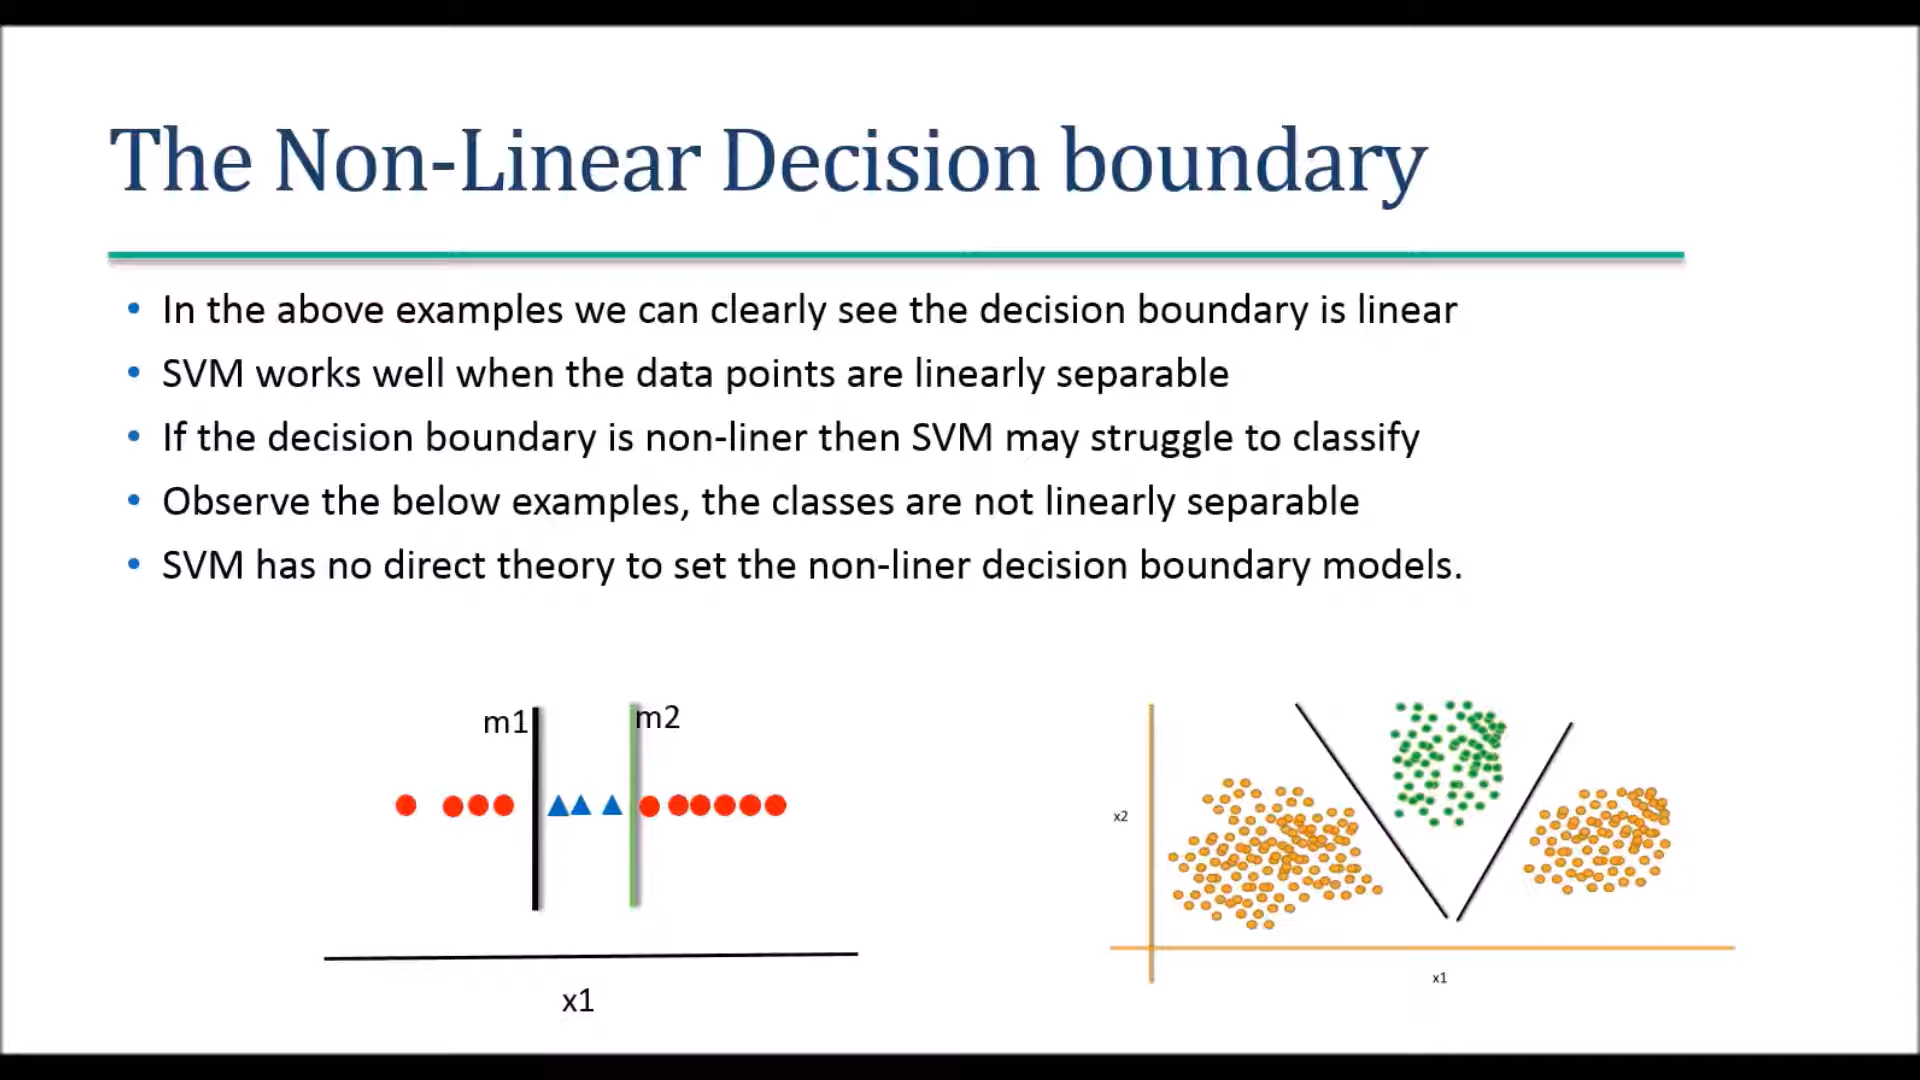 The Non-Linear Decision boundary
• In the above examples we can clearly see the decision boundary is linear
• SVM works well when the data points are linearly separable
• If the decision boundary is non-liner then SVM may struggle to classify
• Observe the below examples, the classes are not linearly separable
• SVM has no direct theory to set the non-liner decision boundary models.
m1
m2
x1
x2
x1